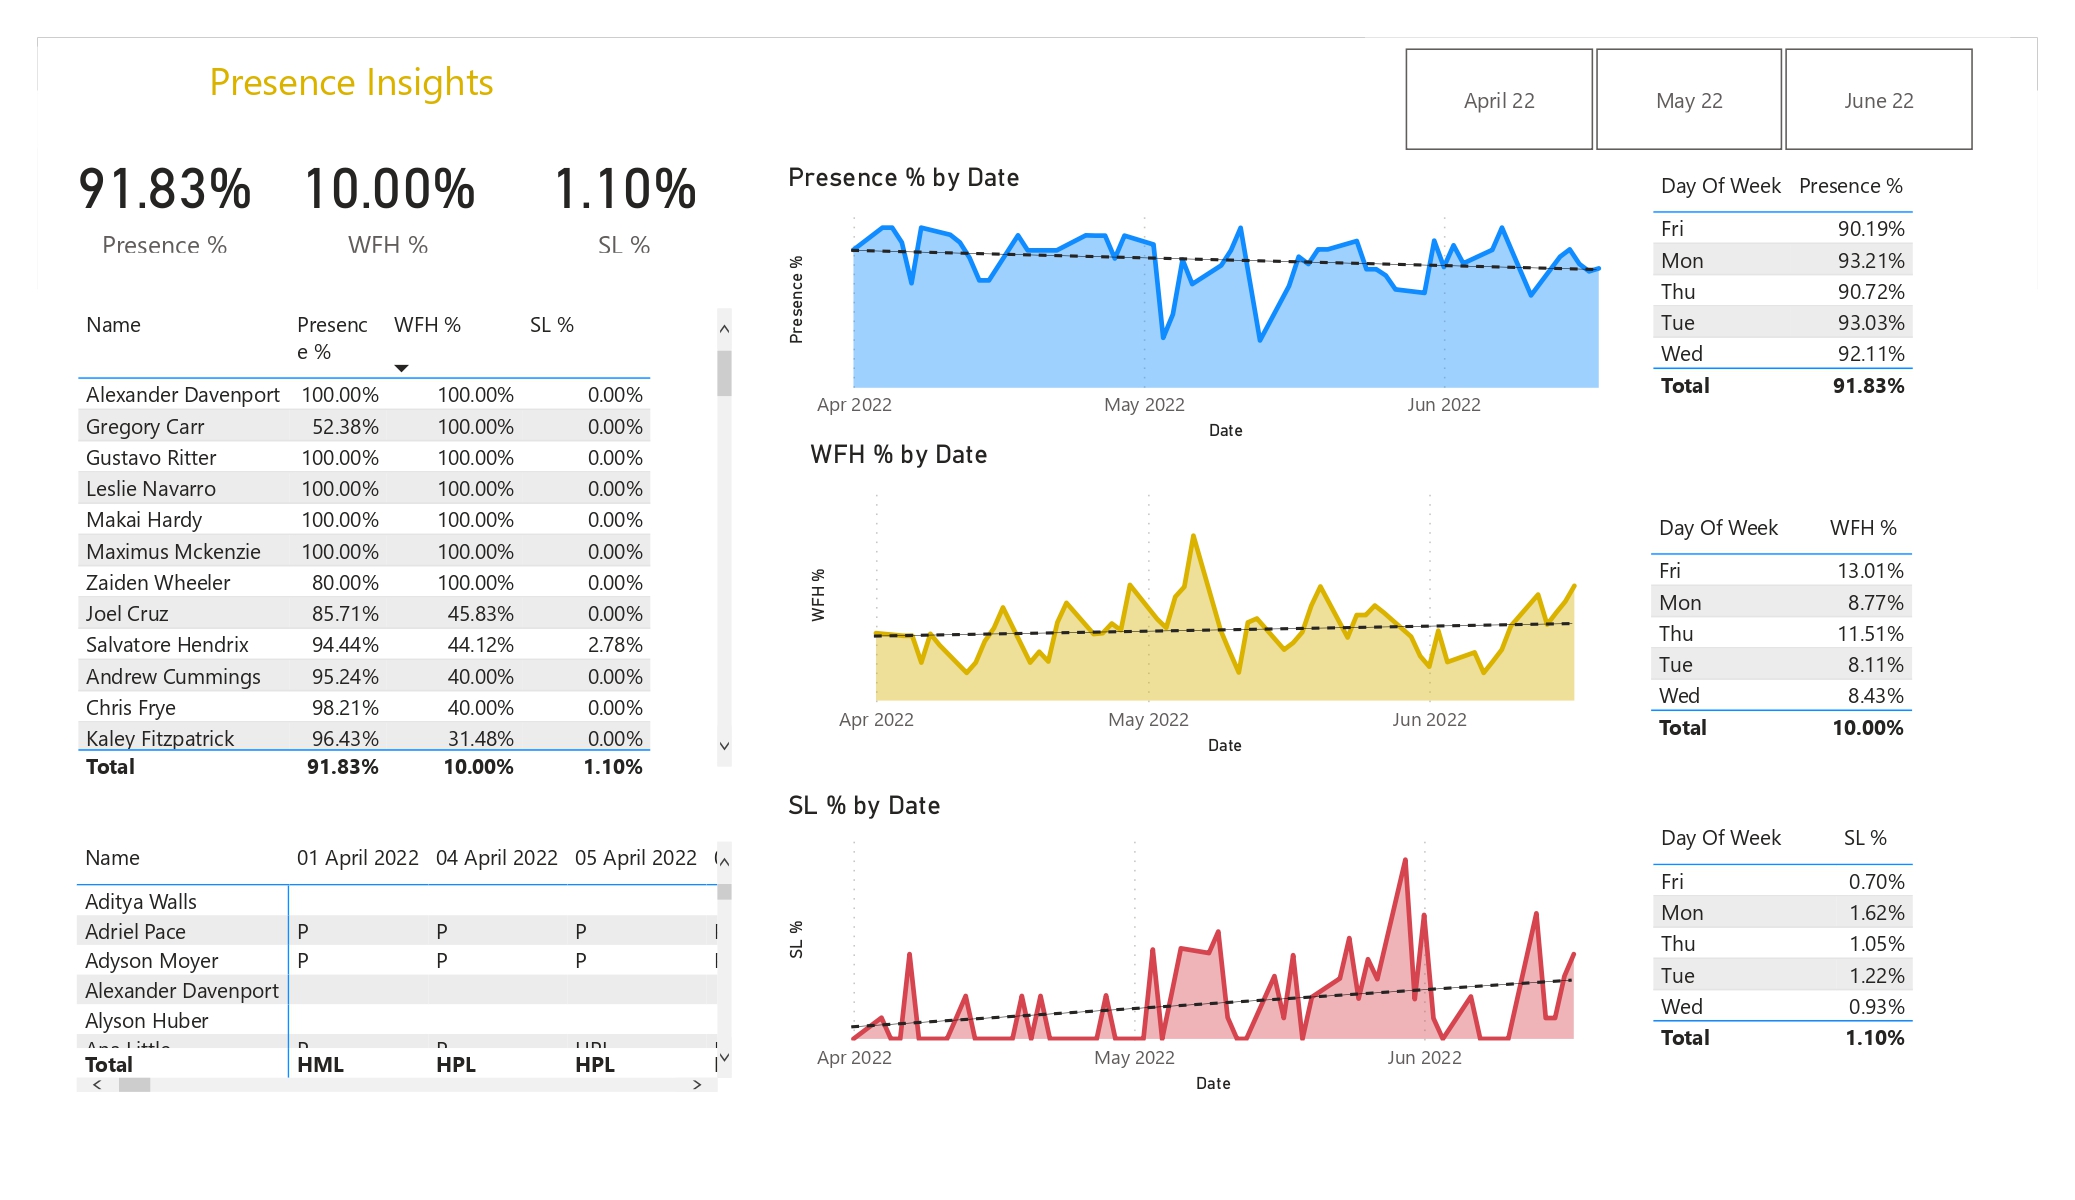 Presence Insights
April 22 May 22 June 22
91.83% 10.00% 1.10%
Presence % WFH % SL %
Name Presenc e % WFH % SL %
Alexander Davenport 100.00% 100.00% 0.00%
Gregory Carr 52.38% 100.00% 0.00%
Gustavo Ritter 100.00% 100.00% 0.00%
Leslie Navarro 100.00% 100.00% 0.00%
Makai Hardy 100.00% 100.00% 0.00%
Maximus Mckenzie 100.00% 100.00% 0.00%
Zaiden Wheeler 80.00% 100.00% 0.00%
Joel Cruz 85.71% 45.83% 0.00%
Salvatore Hendrix 94.44% 44.12% 2.78%
Andrew Cummings 95.24% 40.00% 0.00%
Chris Frye 98.21% 40.00% 0.00%
Kaley Fitzpatrick 96.43% 31.48% 0.00%
Total 91.83% 10.00% 1.10%
Name 01 April 2022 04 April 2022 05 April 2022
Aditya Walls
Adriel Pace P P P
Adyson Moyer P P P
Alexander Davenport
Alyson Huber
Total HML HPL HPL
Presence % by Date
Presence %
Apr 2022 May 2022 Jun 2022
Date
WFH % by Date
WFH %
Apr 2022 May 2022 Jun 2022
Date
SL % by Date
SL %
Apr 2022 May 2022 Jun 2022
Date
Day Of Week Presence %
Fri 90.19%
Mon 93.21%
Thu 90.72%
Tue 93.03%
Wed 92.11%
Total 91.83%
Day Of Week WFH %
Fri 13.01%
Mon 8.77%
Thu 11.51%
Tue 8.11%
Wed 8.43%
Total 10.00%
Day Of Week SL %
Fri 0.70%
Mon 1.62%
Thu 1.05%
Tue 1.22%
Wed 0.93%
Total 1.10%